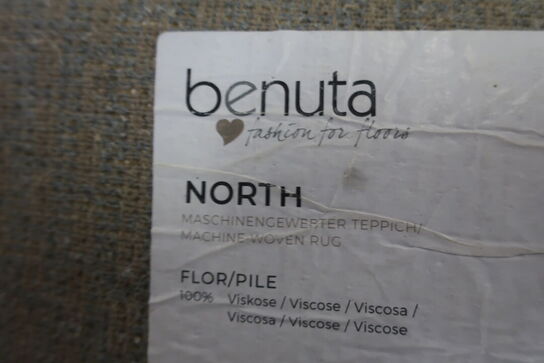 benuta
fashion for floors
NORTH
MASCHINENGEWEBTER TEPPICH/
MACHINE WOVEN RUG
FLOR/PILE
100% Viskose / Viscose / Viscosa /
Viscosa / Viscose / Viscose